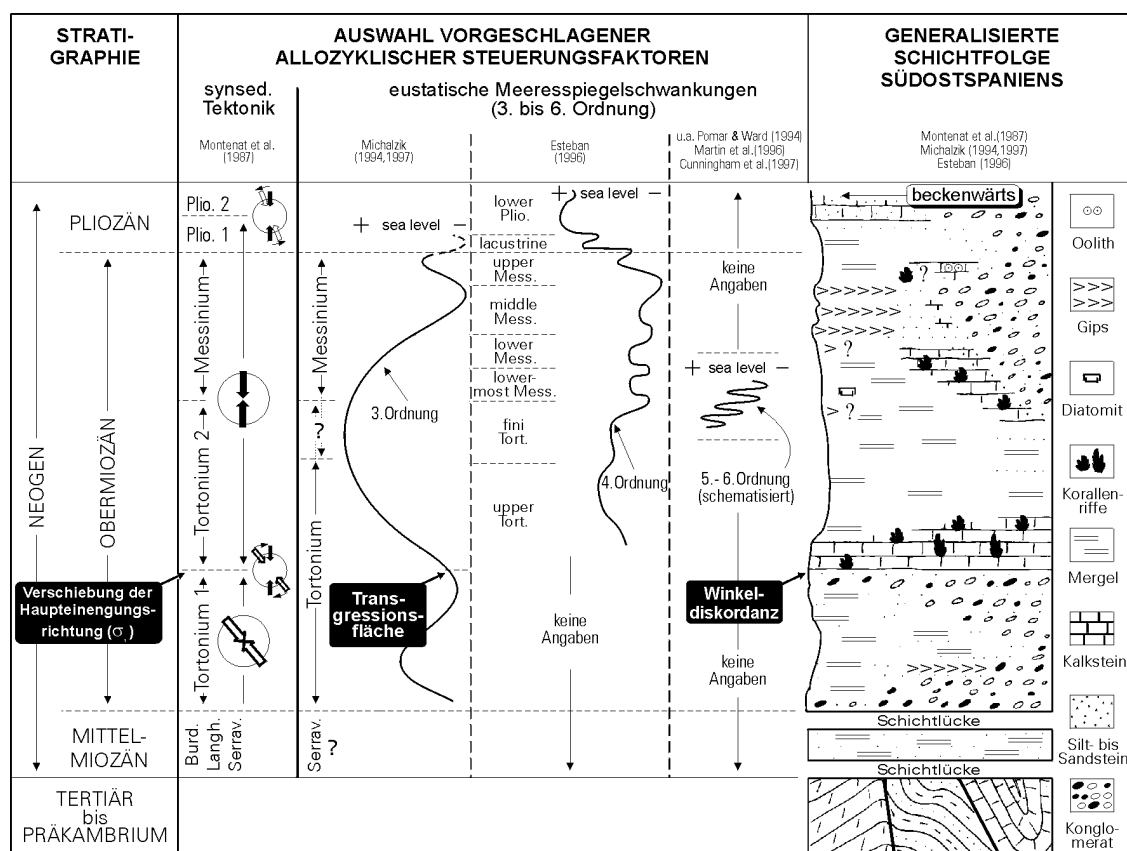 STRATI-
GRAPHIE
AUSWAHL VORGESCHLAGENER
ALLOZYKLISCHER STEUERUNGSFAKTOREN
GENERALISIERTE
SCHICHTFOLGE
SÜDOSTSPANIENS
synsed.
Tektonik
eustatische Meeresspiegelschwankungen
(3. bis 6. Ordnung)
Montenat et al.
(1987)
Michalzik
(1994,1997)
Esteban
(1996)
u.a. Pomar & Ward (1994)
Martin et al.(1996)
Cunningham et al.(1997)
Montenat et al.(1987)
Michalzik (1994,1997)
Esteban (1996)
NEOGEN
PLIOZÄN
OBERMIOZÄN
MITTEL-
MIOZÄN
TERTIÄR
bis
PRÄKAMBRIUM
Plio. 2
Plio. 1
Messinium
Tortonium 2
Tortonium 1
Burd.
Langh.
Serrav.
Verschiebung der
Haupteinengungs-
richtung (σ₁)
Messinium
?
Tortonium
Serrav.
?
+ sea level −
3.Ordnung
Trans-
gressions-
fläche
lower
Plio.
lacustrine
upper
Mess.
middle
Mess.
lower
Mess.
lower-
most Mess.
fini
Tort.
upper
Tort.
+ sea level −
4.Ordnung
keine
Angaben
keine
Angaben
+ sea level −
5.- 6.Ordnung
(schematisiert)
Winkel-
diskordanz
keine
Angaben
beckenwärts
?
?
?
Schichtlücke
Schichtlücke
Oolith
Gips
Diatomit
Korallen-
riffe
Mergel
Kalkstein
Silt- bis
Sandstein
Konglo-
merat